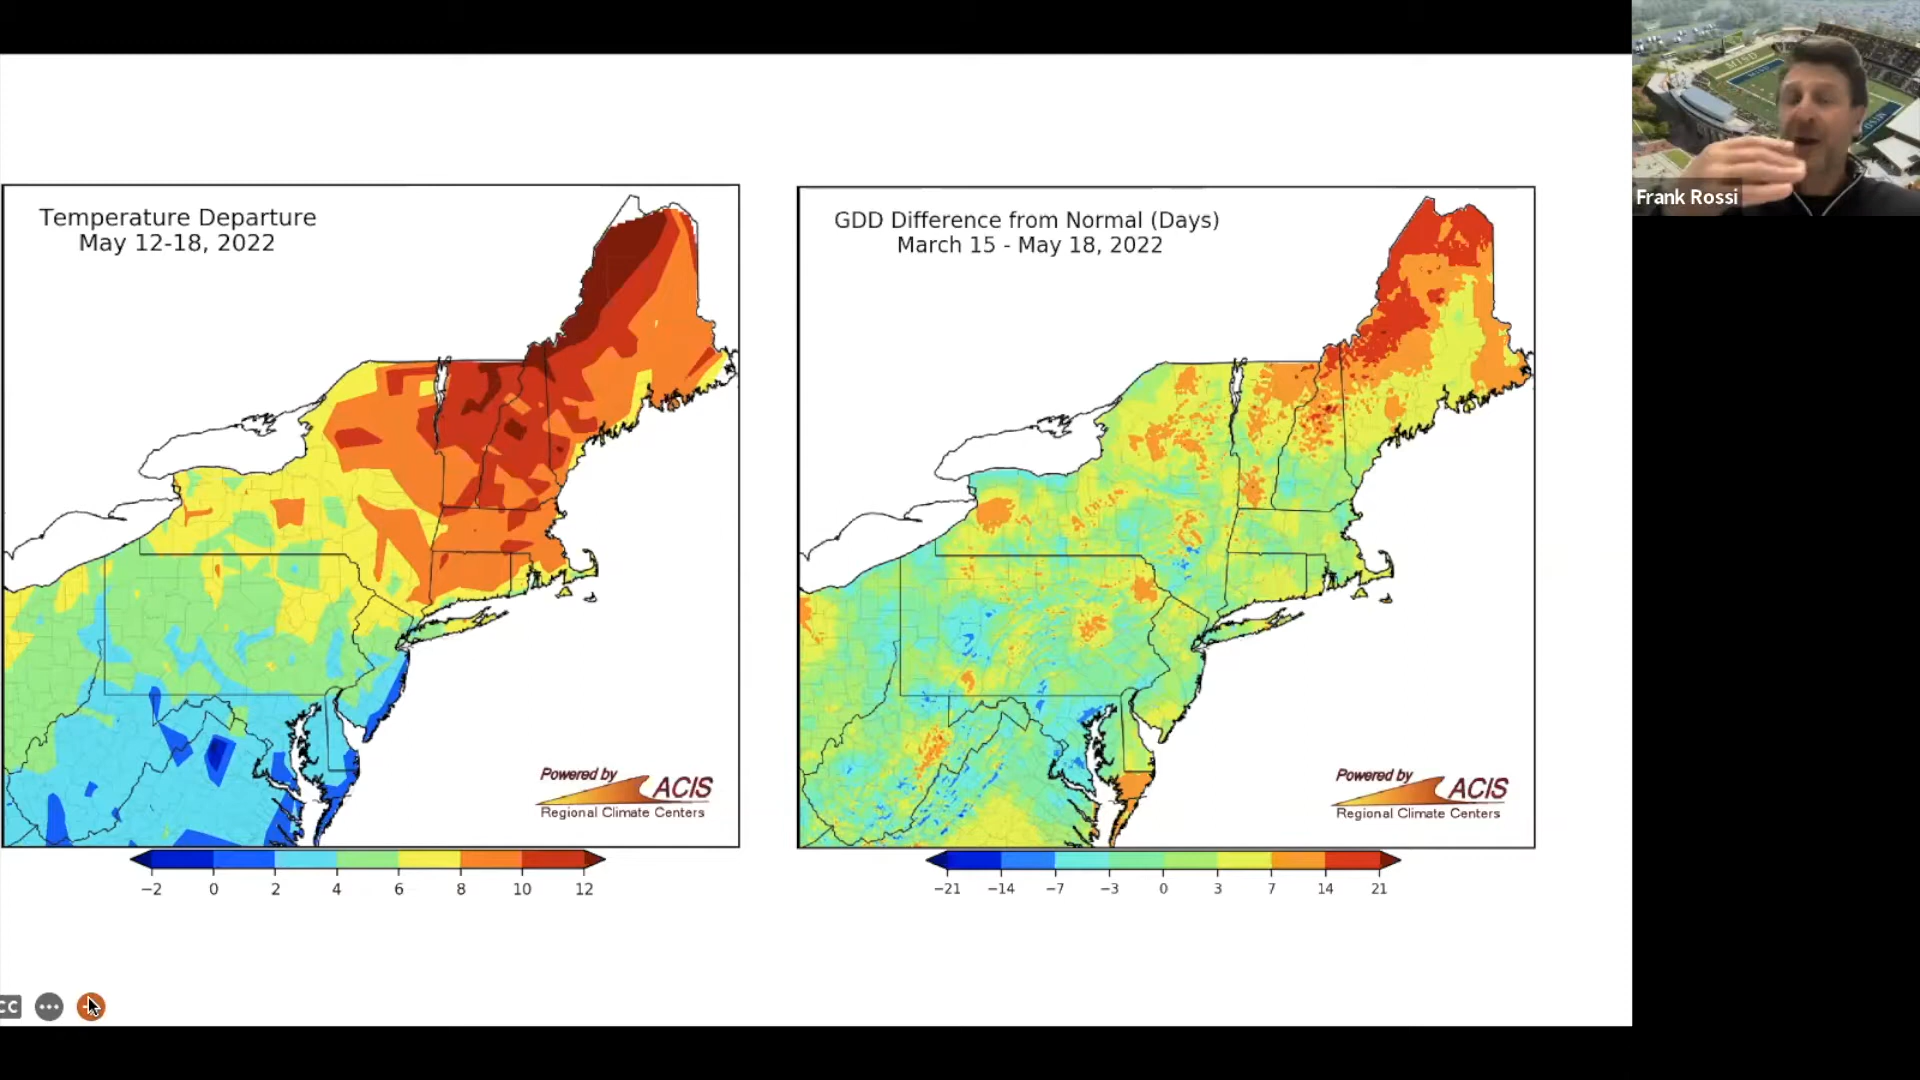 Temperature Departure
May 12-18, 2022
Powered by
ACIS
Regional Climate Centers
−2 0 2 4 6 8 10 12
GDD Difference from Normal (Days)
March 15 - May 18, 2022
Powered by
ACIS
Regional Climate Centers
−21 −14 −7 −3 0 3 7 14 21
CC
Frank Rossi